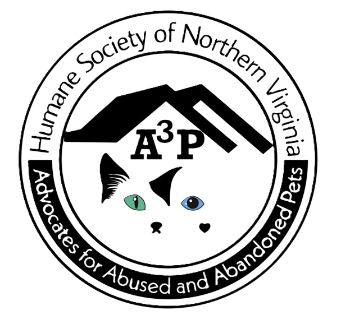 Humane Society of Northern Virginia
A³P
Advocates for Abused and Abandoned Pets